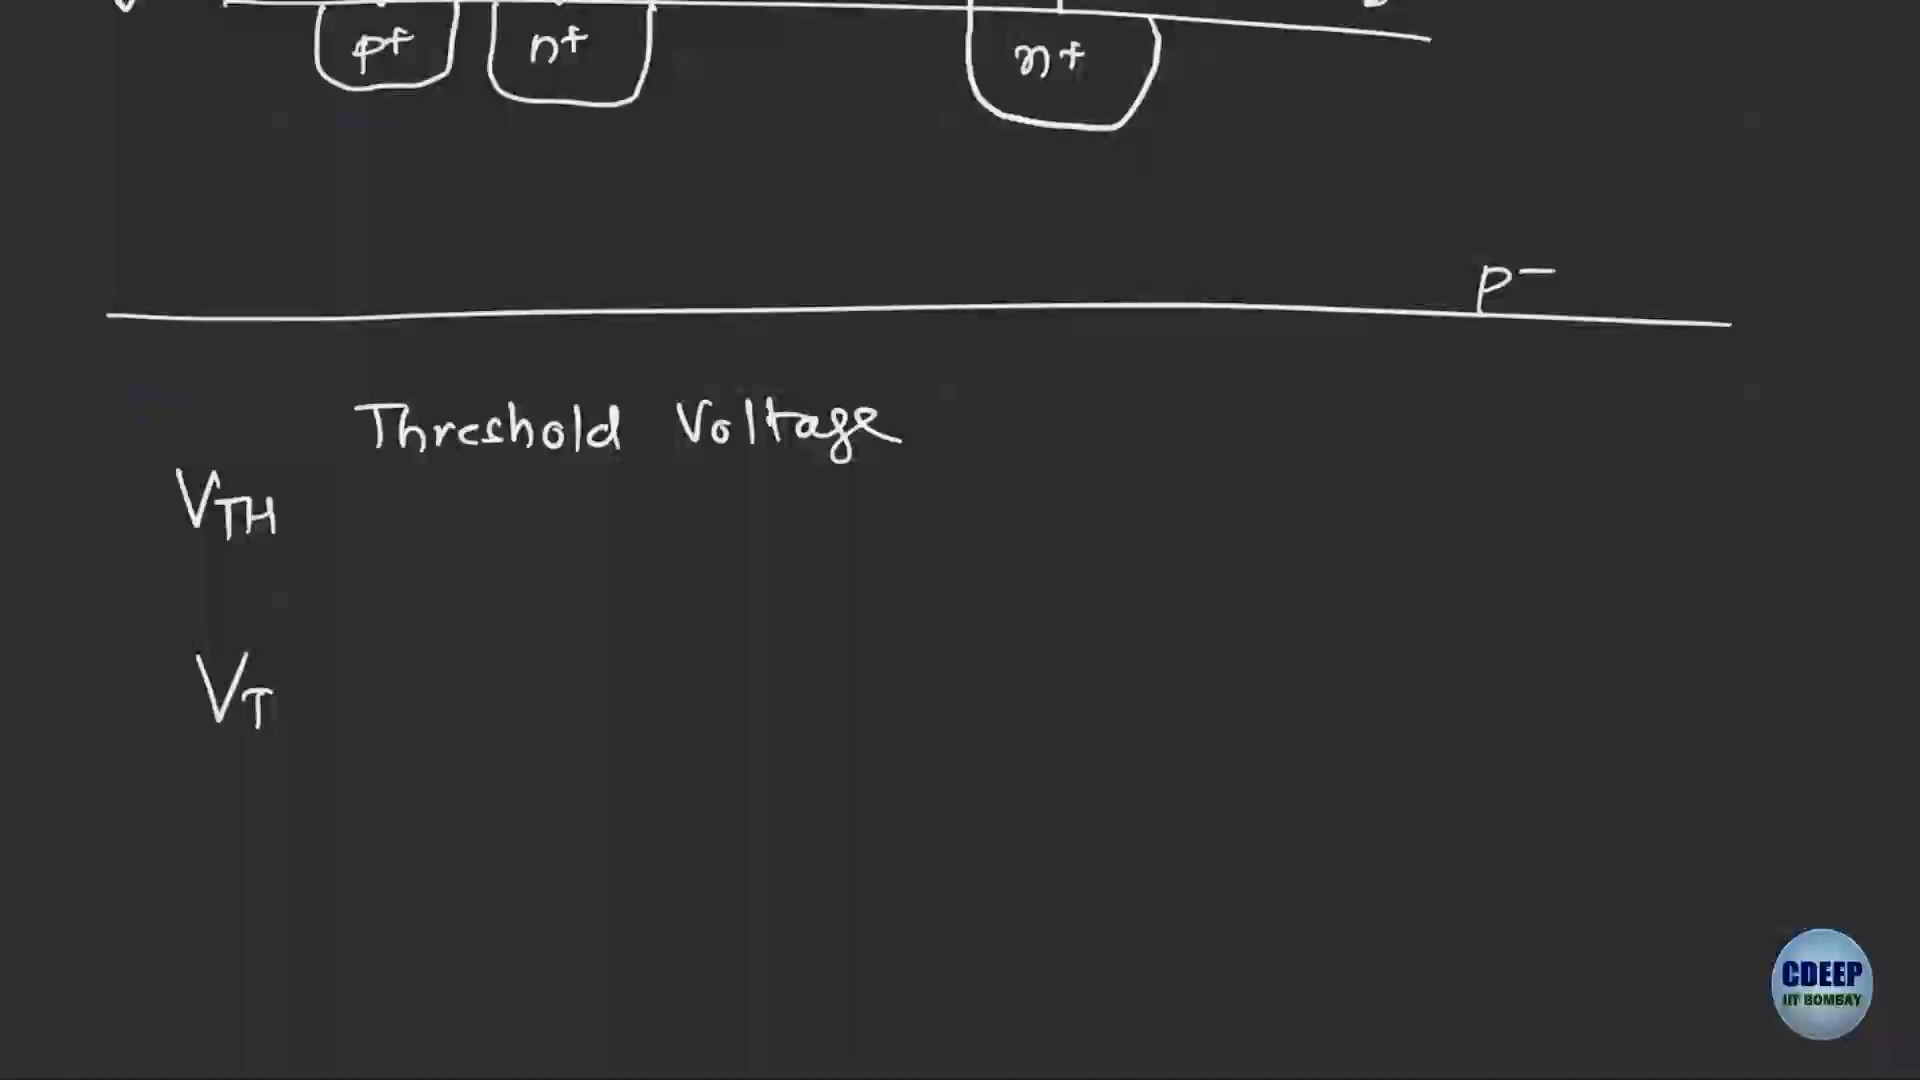 p+ n+ n+
p−
Threshold Voltage
VTH
VT
CDEEP
IIT BOMBAY